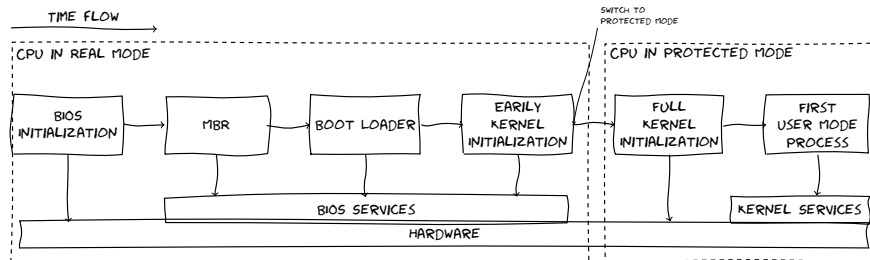 TIME FLOW
SWITCH TO
PROTECTED MODE
CPU IN REAL MODE
CPU IN PROTECTED MODE
BIOS
INITIALIZATION
MBR
BOOT LOADER
EARILY
KERNEL
INITIALIZATION
FULL
KERNEL
INITIALIZATION
FIRST
USER MODE
PROCESS
BIOS SERVICES
KERNEL SERVICES
HARDWARE